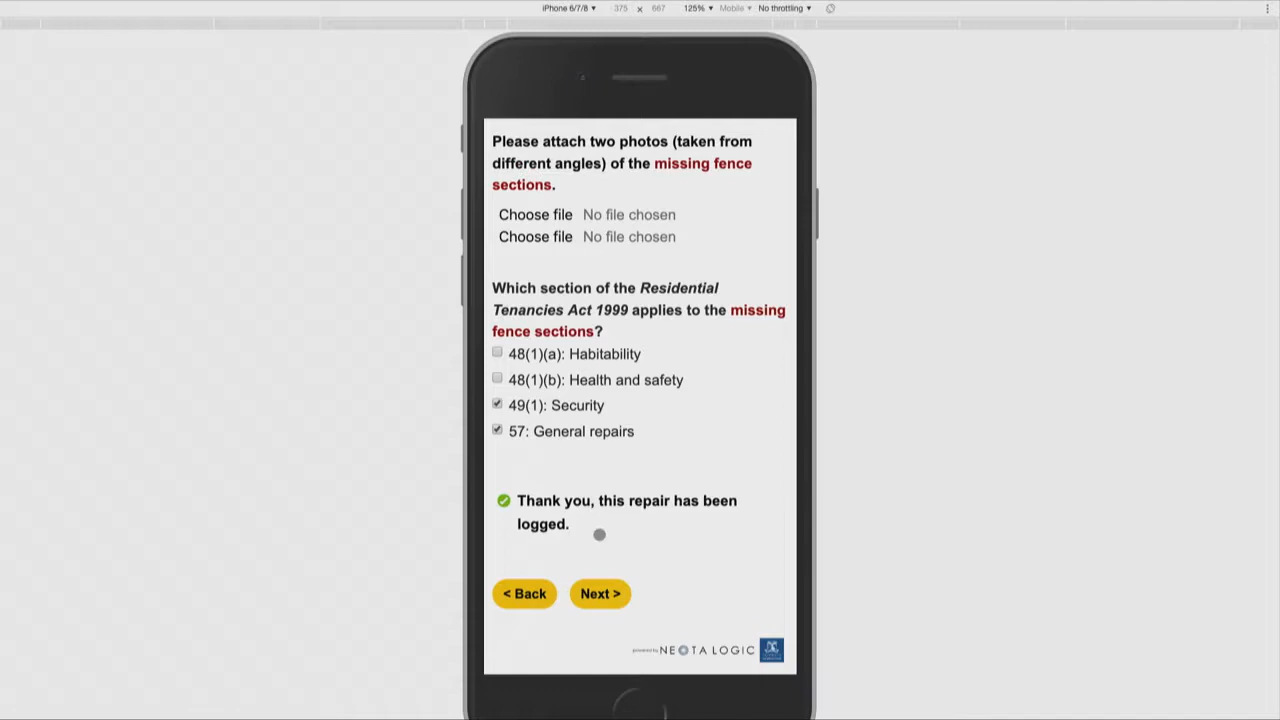 iPhone 6/7/8 ▾ 375 × 667 125% ▾ Mobile ▾ No throttling ▾
Please attach two photos (taken from
different angles) of the missing fence
sections.
Choose file No file chosen
Choose file No file chosen
Which section of the Residential
Tenancies Act 1999 applies to the missing
fence sections?
48(1)(a): Habitability
48(1)(b): Health and safety
49(1): Security
57: General repairs
Thank you, this repair has been
logged.
< Back Next >
powered by NEOTA LOGIC